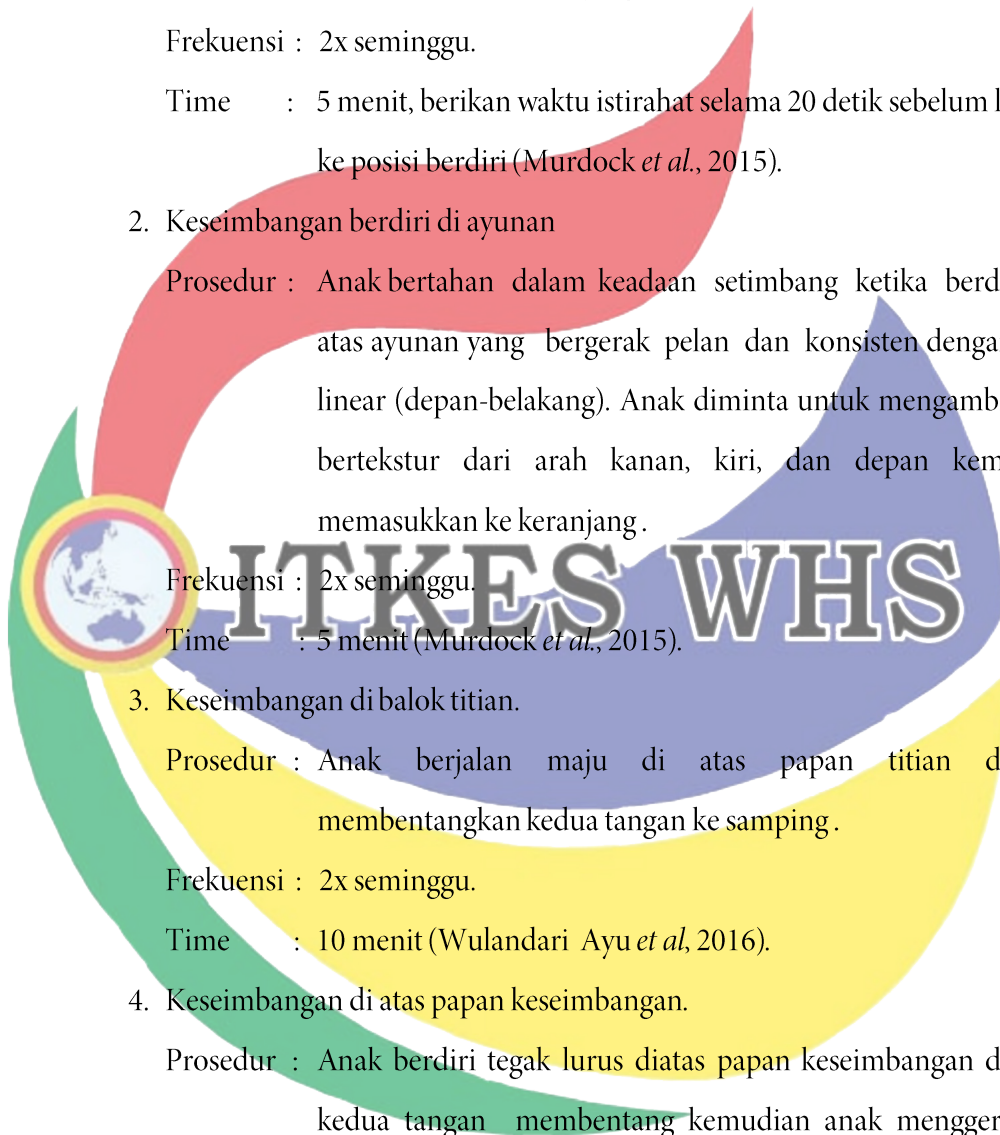 Frekuensi : 2x seminggu.
Time : 5 menit, berikan waktu istirahat selama 20 detik sebelum
ke posisi berdiri (Murdock et al., 2015).
2. Keseimbangan berdiri di ayunan
Prosedur : Anak bertahan dalam keadaan setimbang ketika
atas ayunan yang bergerak pelan dan konsisten
linear (depan-belakang). Anak diminta untuk
bertekstur dari arah kanan, kiri, dan depan
memasukkan ke keranjang.
ITKES WHS
Frekuensi : 2x seminggu.
Time : 5 menit (Murdock et al., 2015).
3. Keseimbangan di balok titian.
Prosedur : Anak berjalan maju di atas papan titian
membentangkan kedua tangan ke samping.
Frekuensi : 2x seminggu.
Time : 10 menit (Wulandari Ayu et al, 2016).
4. Keseimbangan di atas papan keseimbangan.
Prosedur : Anak berdiri tegak lurus diatas papan keseimbangan
kedua tangan membentang kemudian anak